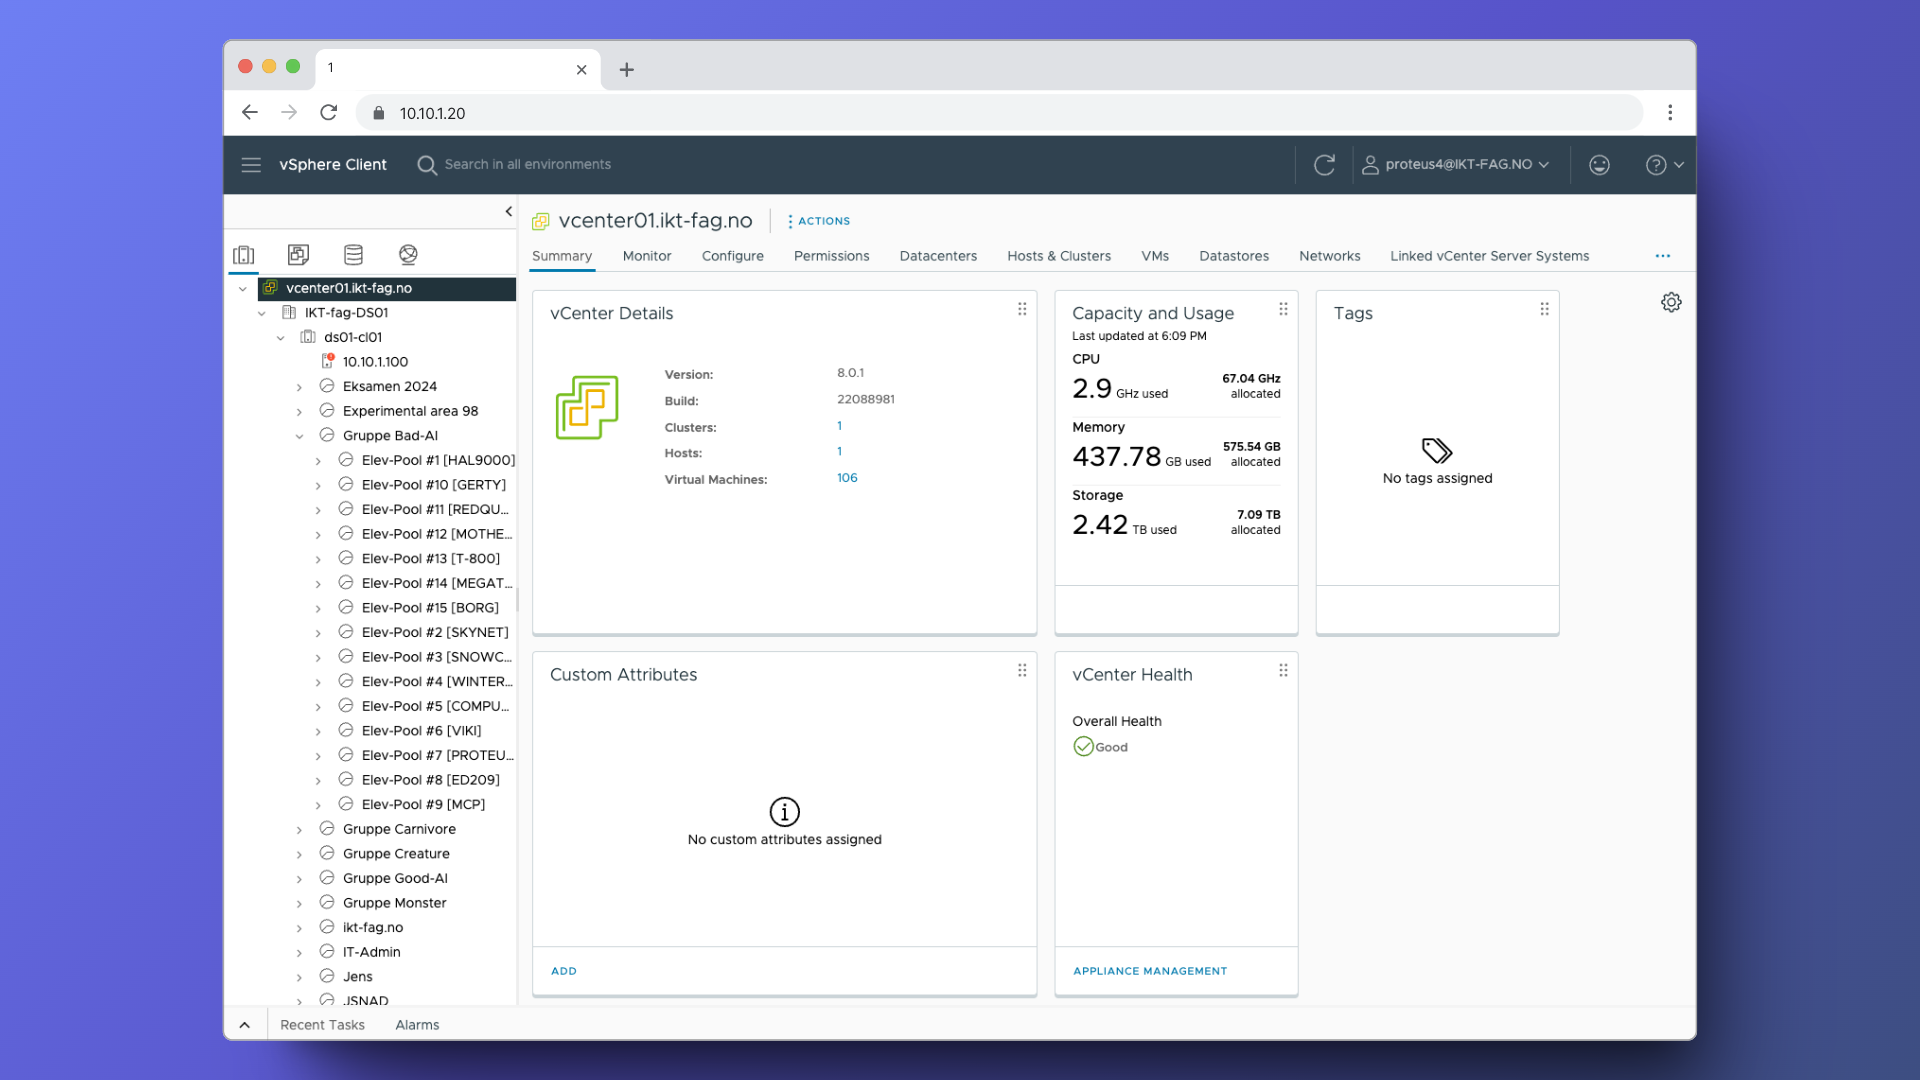 1
10.10.1.20
vSphere Client
Search in all environments
proteus4@IKT-FAG.NO
vcenter01.ikt-fag.no
ACTIONS
Summary
Monitor
Configure
Permissions
Datacenters
Hosts & Clusters
VMs
Datastores
Networks
Linked vCenter Server Systems
vcenter01.ikt-fag.no
IKT-fag-DS01
ds01-cl01
10.10.1.100
Eksamen 2024
Experimental area 98
Gruppe Bad-AI
Elev-Pool #1 [HAL9000]
Elev-Pool #10 [GERTY]
Elev-Pool #11 [REDQU...
Elev-Pool #12 [MOTHE...
Elev-Pool #13 [T-800]
Elev-Pool #14 [MEGAT...
Elev-Pool #15 [BORG]
Elev-Pool #2 [SKYNET]
Elev-Pool #3 [SNOWC...
Elev-Pool #4 [WINTER...
Elev-Pool #5 [COMPU...
Elev-Pool #6 [VIKI]
Elev-Pool #7 [PROTEU...
Elev-Pool #8 [ED209]
Elev-Pool #9 [MCP]
Gruppe Carnivore
Gruppe Creature
Gruppe Good-AI
Gruppe Monster
ikt-fag.no
IT-Admin
Jens
JSNAD
vCenter Details
Version: 8.0.1
Build: 22088981
Clusters: 1
Hosts: 1
Virtual Machines: 106
Capacity and Usage
Last updated at 6:09 PM
CPU
2.9 GHz used
67.04 GHz
allocated
Memory
437.78 GB used
575.54 GB
allocated
Storage
2.42 TB used
7.09 TB
allocated
Tags
No tags assigned
Custom Attributes
No custom attributes assigned
ADD
vCenter Health
Overall Health
Good
APPLIANCE MANAGEMENT
Recent Tasks
Alarms